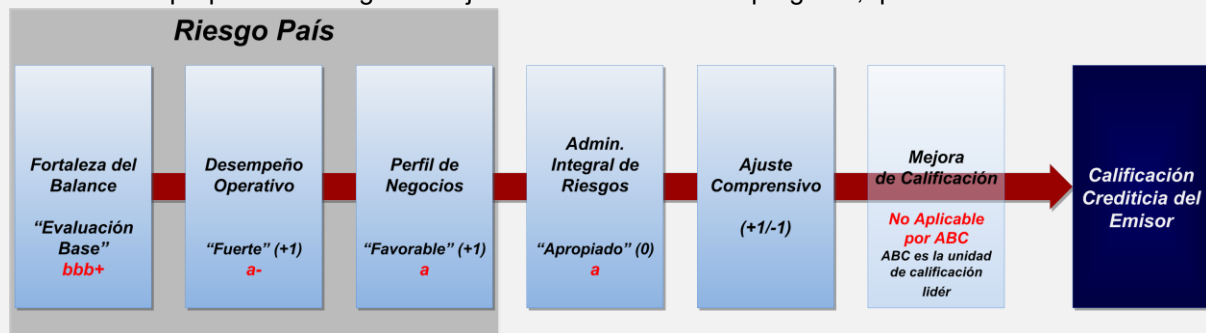 Riesgo País
Fortaleza del
Balance
“Evaluación
Base”
bbb+
Desempeño
Operativo
“Fuerte” (+1)
a-
Perfil de
Negocios
“Favorable” (+1)
a
Admin.
Integral de
Riesgos
“Apropiado” (0)
a
Ajuste
Comprensivo
(+1/-1)
Mejora
de Calificación
No Aplicable
por ABC
ABC es la unidad
de calificación
lidér
Calificación
Crediticia del
Emisor